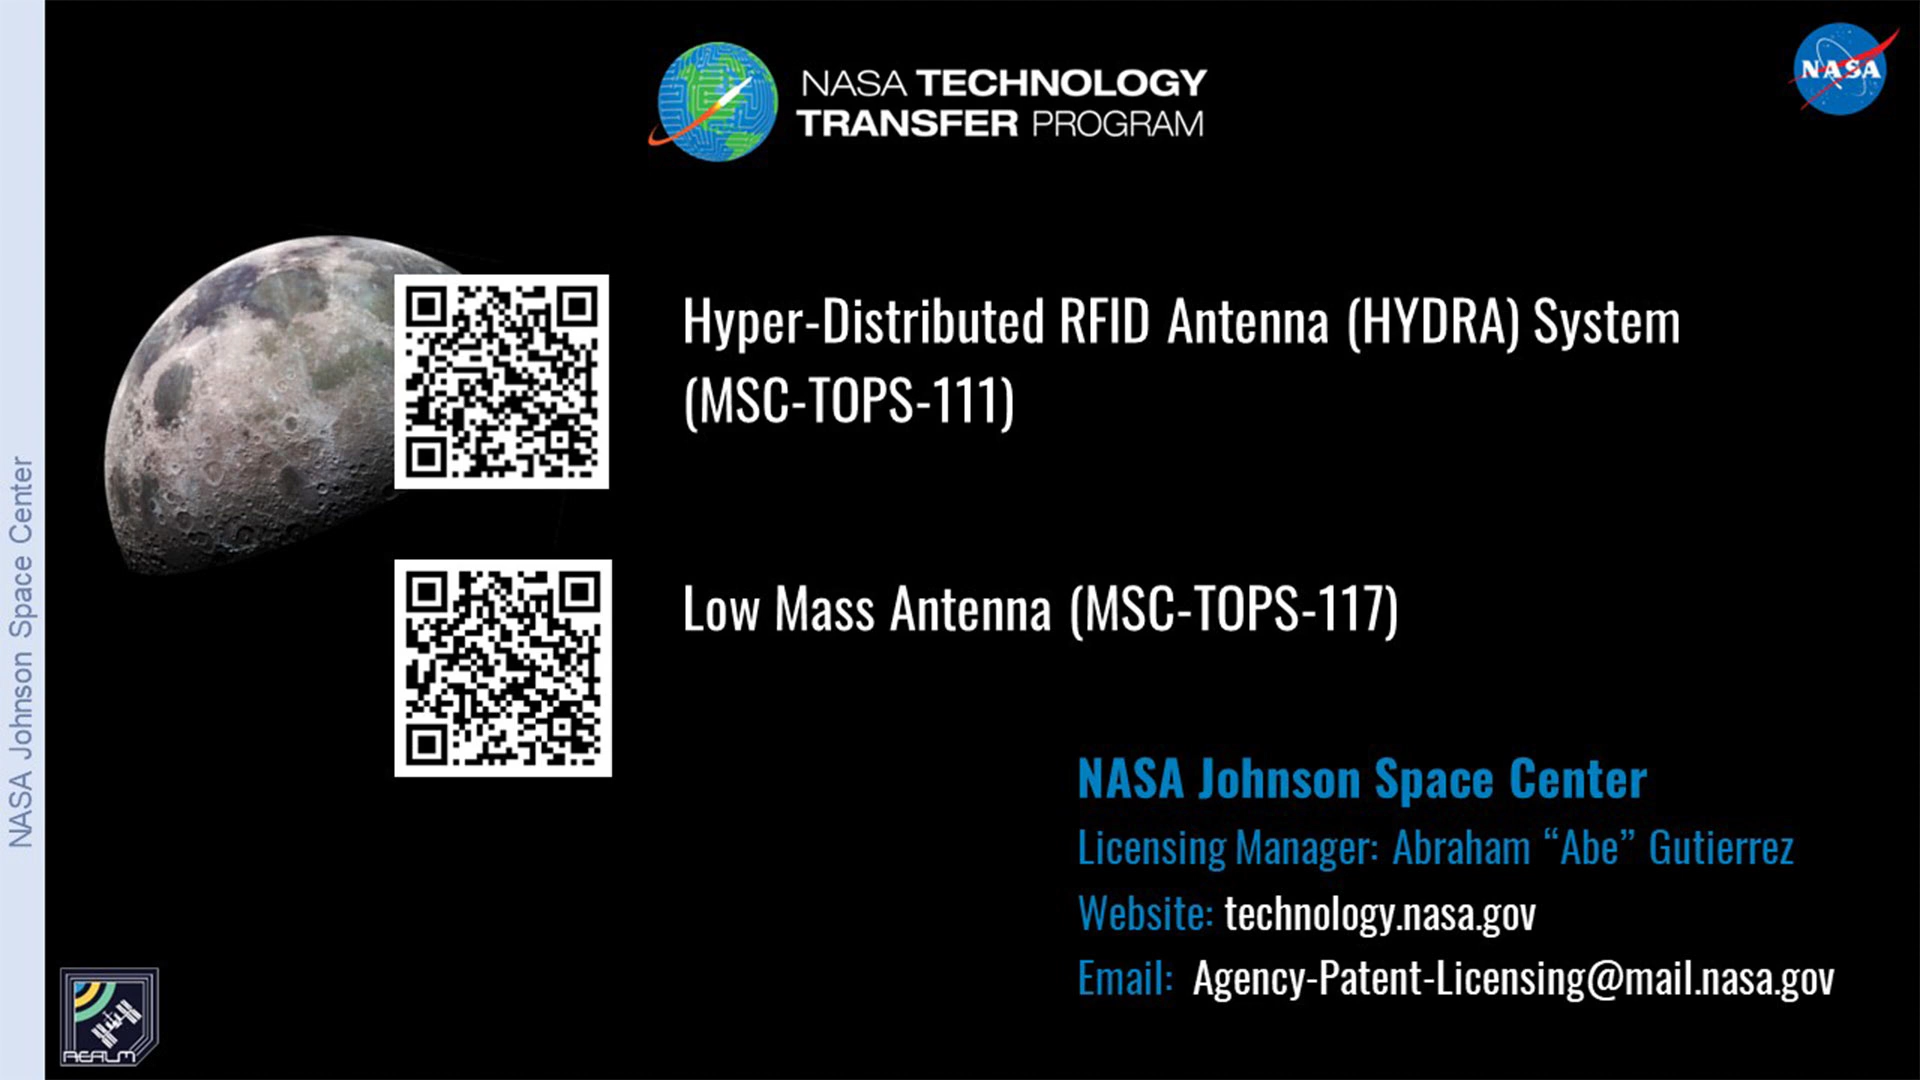 NASA TECHNOLOGY
TRANSFER PROGRAM
NASA
Hyper-Distributed RFID Antenna (HYDRA) System
(MSC-TOPS-111)
Low Mass Antenna (MSC-TOPS-117)
NASA Johnson Space Center
Licensing Manager: Abraham “Abe” Gutierrez
Website: technology.nasa.gov
Email: Agency-Patent-Licensing@mail.nasa.gov
NASA Johnson Space Center
REALM